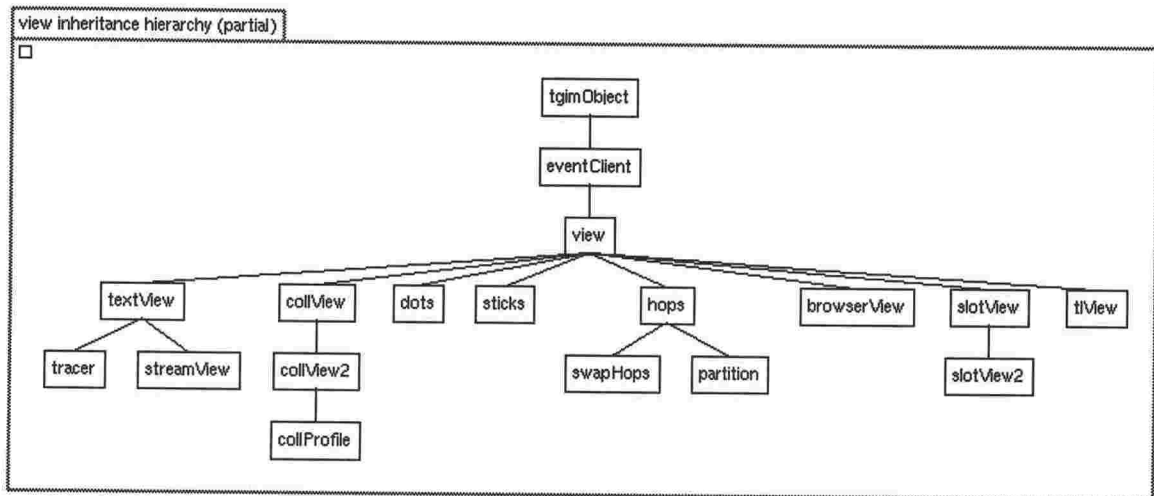 view inheritance hierarchy (partial)
tgimObject
eventClient
view
textView collView dots sticks hops browserView slotView tlView
tracer streamView collView2 swapHops partition slotView2
collProfile